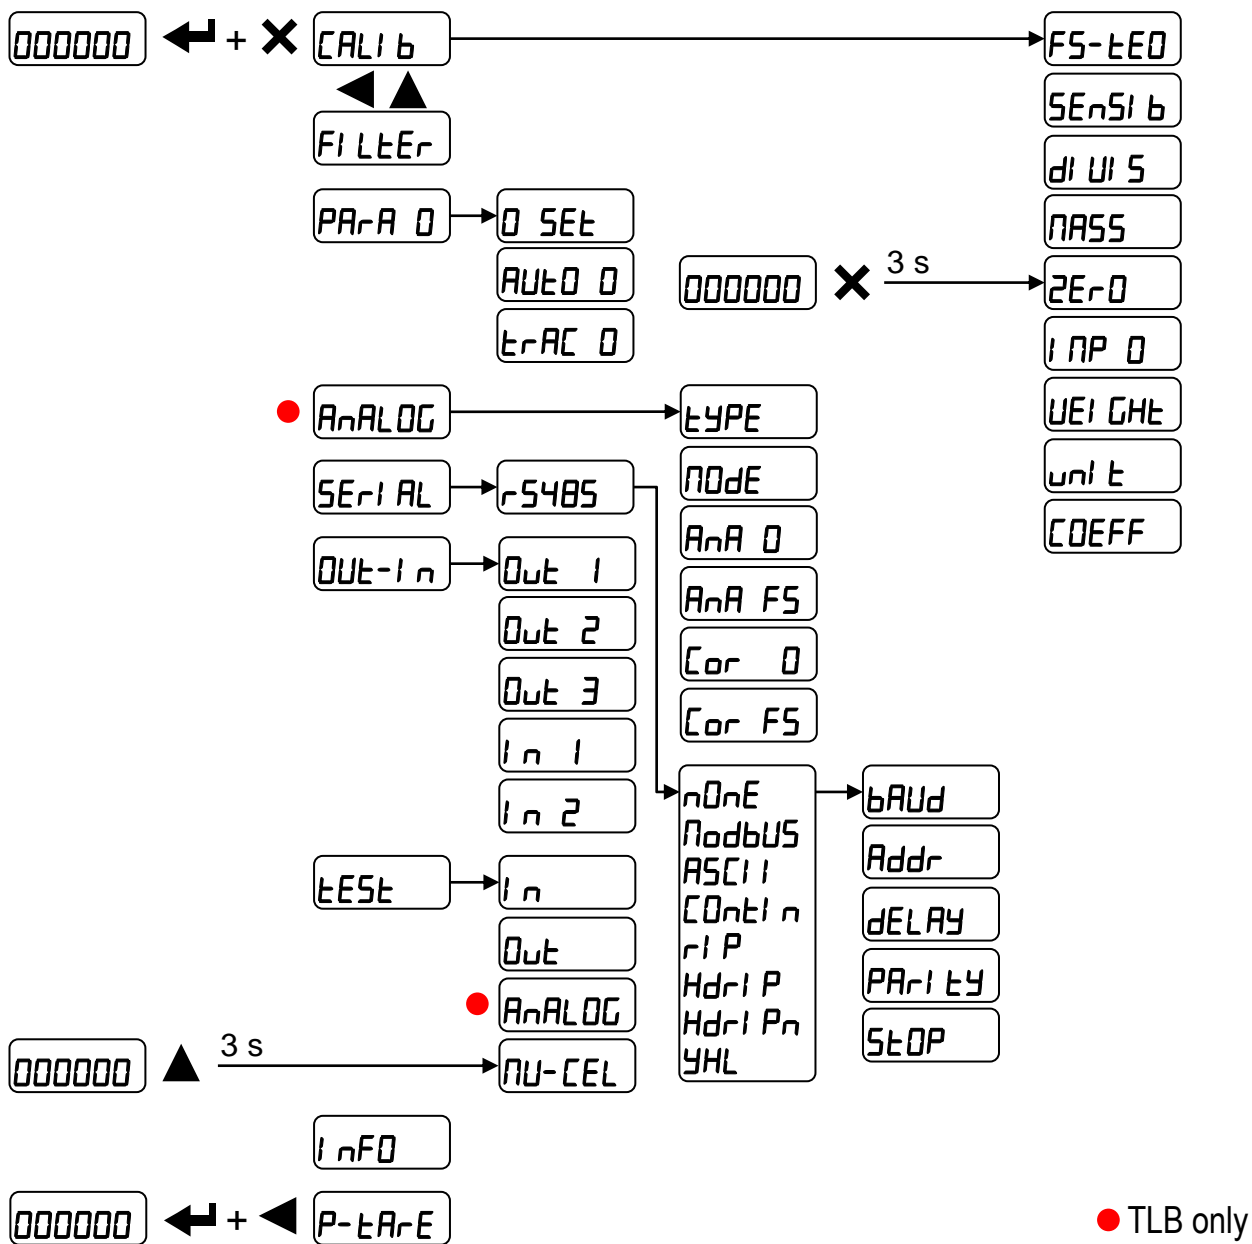 000000 + CALIb FS-tEO
SEnSIb
FILtEr
dIVIS
PArA 0 0 SEt
MASS
AUtO 0 000000 3 s ZErO
trAC 0 INP 0
AnALOG tYPE WEIGHt
SErIAL rS485 MOdE unIt
AnA 0 COEFF
OUt-In Out 1
Out 2 AnA FS
Out 3 Cor 0
In 1 Cor FS
In 2 nOnE bAUd
ModbUS
tESt In ASCII Addr
COntIn
Out rIP dELAY
HdrIP
AnALOG HdrIPn PArItY
000000 3 s MU-CEL YHL StOP
InFO
000000 + P-tArE
TLB only